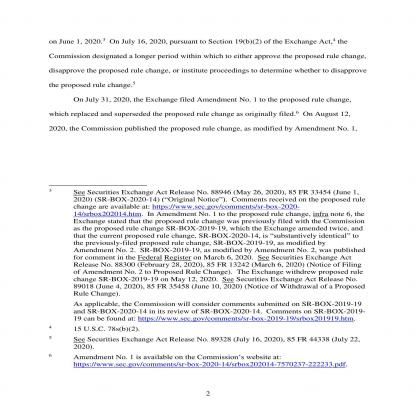 on June 1, 2020.3 On July 16, 2020, pursuant to Section 19(b)(2) of the Exchange Act,4 the
Commission designated a longer period within which to either approve the proposed rule change,
disapprove the proposed rule change, or institute proceedings to determine whether to disapprove
the proposed rule change.5
On July 31, 2020, the Exchange filed Amendment No. 1 to the proposed rule change,
which replaced and superseded the proposed rule change as originally filed.6 On August 12,
2020, the Commission published the proposed rule change, as modified by Amendment No. 1,
3 See Securities Exchange Act Release No. 88946 (May 26, 2020), 85 FR 33454 (June 1,
2020) (SR-BOX-2020-14) (“Original Notice”). Comments received on the proposed rule
change are available at: https://www.sec.gov/comments/sr-box-2020-
14/srbox202014.htm. In Amendment No. 1 to the proposed rule change, infra note 6, the
Exchange stated that the proposed rule change was previously filed with the Commission
as the proposed rule change SR-BOX-2019-19, which the Exchange amended twice, and
that the current proposed rule change, SR-BOX-2020-14, is “substantively identical” to
the previously-filed proposed rule change, SR-BOX-2019-19, as modified by
Amendment No. 2. SR-BOX-2019-19, as modified by Amendment No. 2, was published
for comment in the Federal Register on March 6, 2020. See Securities Exchange Act
Release No. 88300 (February 28, 2020), 85 FR 13242 (March 6, 2020) (Notice of Filing
of Amendment No. 2 to Proposed Rule Change). The Exchange withdrew proposed rule
change SR-BOX-2019-19 on May 12, 2020. See Securities Exchange Act Release No.
89018 (June 4, 2020), 85 FR 35458 (June 10, 2020) (Notice of Withdrawal of a Proposed
Rule Change).
As applicable, the Commission will consider comments submitted on SR-BOX-2019-19
and SR-BOX-2020-14 in its review of SR-BOX-2020-14. Comments on SR-BOX-2019-
19 can be found at: https://www.sec.gov/comments/sr-box-2019-19/srbox201919.htm.
4 15 U.S.C. 78s(b)(2).
5 See Securities Exchange Act Release No. 89328 (July 16, 2020), 85 FR 44338 (July 22,
2020).
6 Amendment No. 1 is available on the Commission’s website at:
https://www.sec.gov/comments/sr-box-2020-14/srbox202014-7570237-222233.pdf.
2